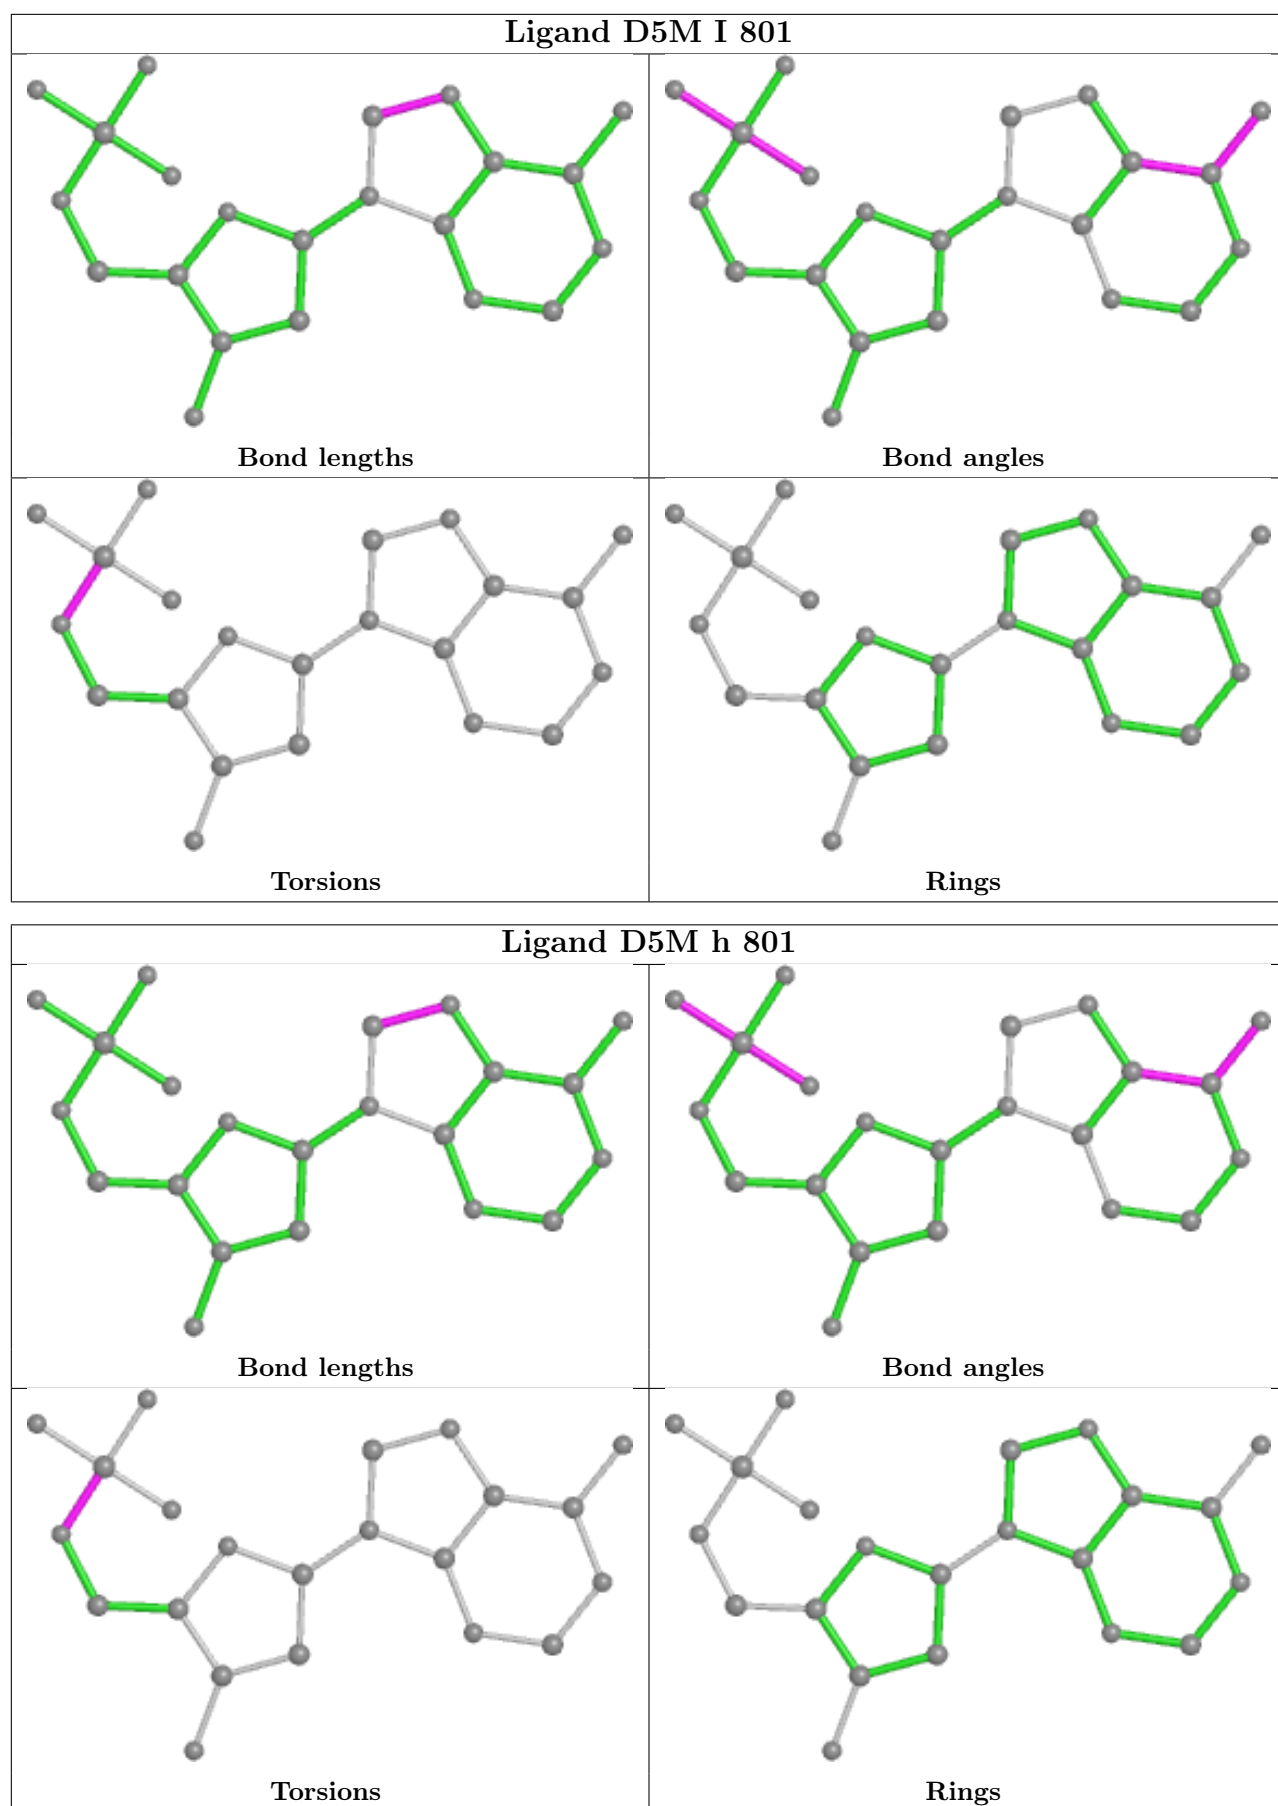 Ligand D5M I 801
Bond lengths
Bond angles
Torsions
Rings
Ligand D5M h 801
Bond lengths
Bond angles
Torsions
Rings